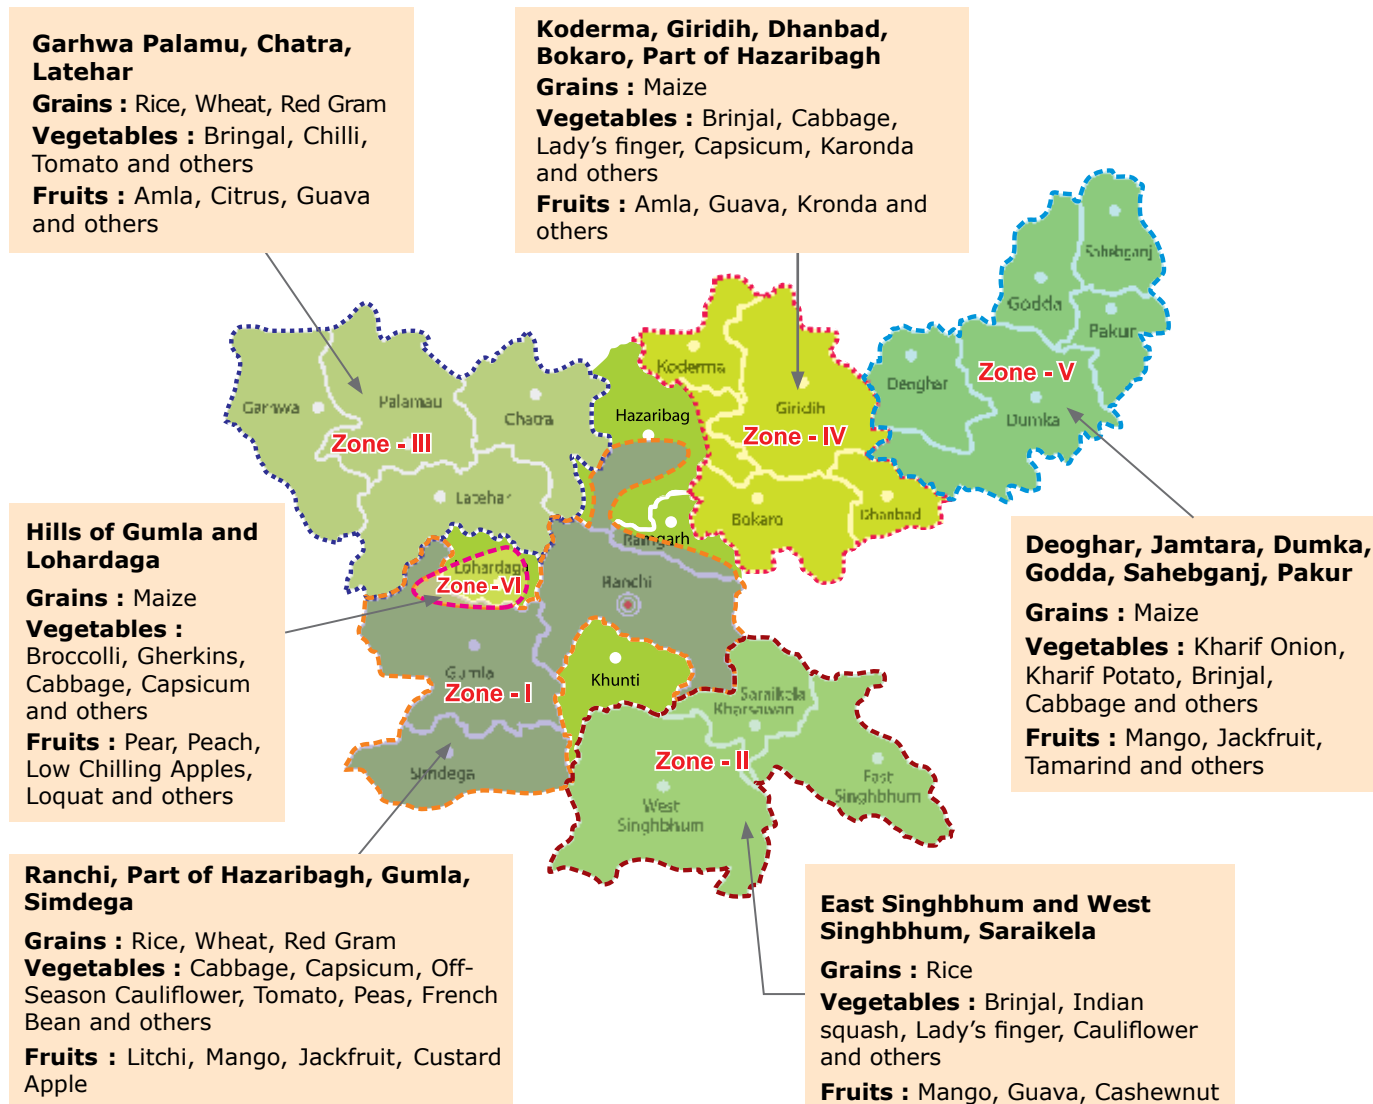 Garhwa Palamu, Chatra,
Latehar
Grains : Rice, Wheat, Red Gram
Vegetables : Bringal, Chilli,
Tomato and others
Fruits : Amla, Citrus, Guava
and others
Koderma, Giridih, Dhanbad,
Bokaro, Part of Hazaribagh
Grains : Maize
Vegetables : Brinjal, Cabbage,
Lady’s finger, Capsicum, Karonda
and others
Fruits : Amla, Guava, Kronda and
others
Sahebganj
Godda
Pakur
Koderma
Deoghar
Zone - V
Dumka
Garhwa
Palamau
Chatra
Hazaribag
Giridih
Zone - III
Zone - IV
Latehar
Bokaro
Dhanbad
Ramgarh
Lohardaga
Zone -VI
Ranchi
Gumla
Zone - I
Khunti
Saraikela
Kharsawan
Simdega
Zone - II
East
Singhbhum
West
Singhbhum
Hills of Gumla and
Lohardaga
Grains : Maize
Vegetables :
Broccolli, Gherkins,
Cabbage, Capsicum
and others
Fruits : Pear, Peach,
Low Chilling Apples,
Loquat and others
Deoghar, Jamtara, Dumka,
Godda, Sahebganj, Pakur
Grains : Maize
Vegetables : Kharif Onion,
Kharif Potato, Brinjal,
Cabbage and others
Fruits : Mango, Jackfruit,
Tamarind and others
Ranchi, Part of Hazaribagh, Gumla,
Simdega
Grains : Rice, Wheat, Red Gram
Vegetables : Cabbage, Capsicum, Off-
Season Cauliflower, Tomato, Peas, French
Bean and others
Fruits : Litchi, Mango, Jackfruit, Custard
Apple
East Singhbhum and West
Singhbhum, Saraikela
Grains : Rice
Vegetables : Brinjal, Indian
squash, Lady’s finger, Cauliflower
and others
Fruits : Mango, Guava, Cashewnut